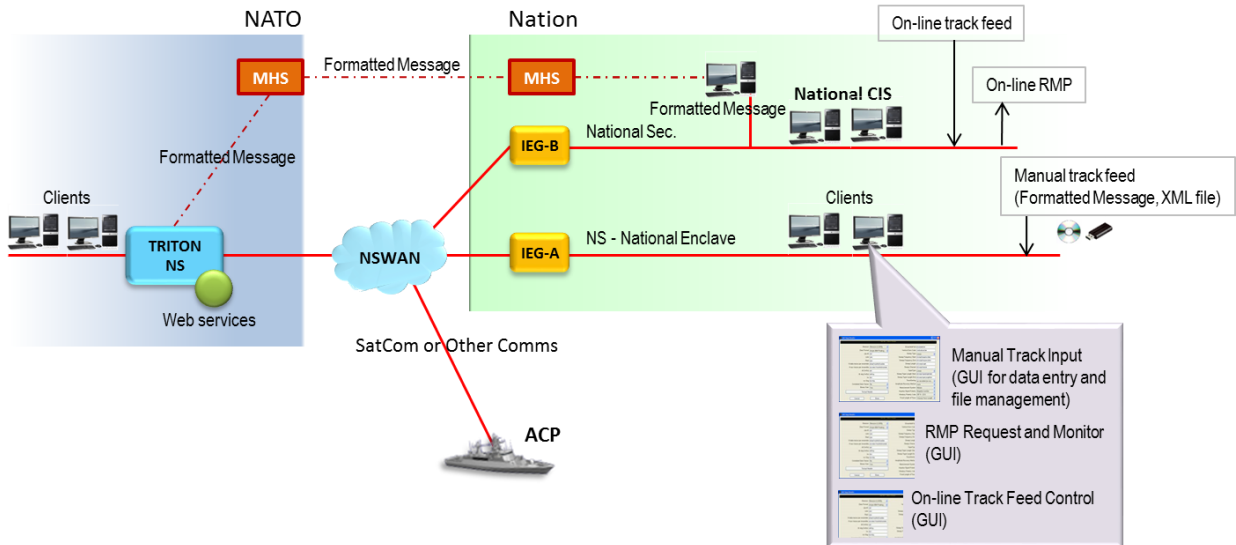 NATO
Nation
On-line track feed
Formatted Message
MHS
MHS
National CIS
On-line RMP
Formatted Message
IEG-B
National Sec.
Formatted Message
Manual track feed
(Formatted Message, XML file)
Clients
Clients
TRITON
NS
NSWAN
IEG-A
NS - National Enclave
Web services
SatCom or Other Comms
Manual Track Input
(GUI for data entry and
file management)
ACP
RMP Request and Monitor
(GUI)
On-line Track Feed Control
(GUI)